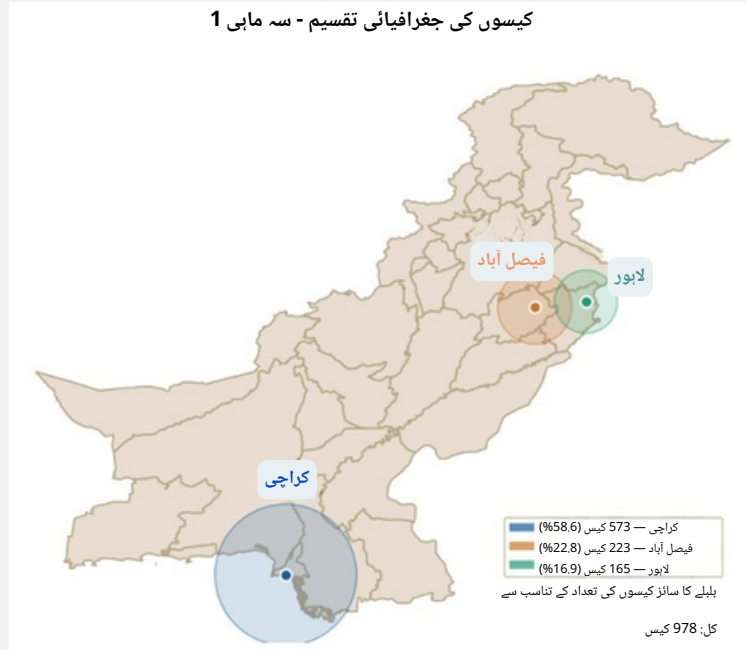 کیسوں کی جغرافیائی تقسیم - سہ ماہی 1
فیصل آباد
لاہور
کراچی
کراچی — 573 کیس (58,6%)
فیصل آباد — 223 کیس (22,8%)
لاہور — 165 کیس (16,9%)
بلبلے کا سائز کیسوں کی تعداد کے تناسب سے
کل: 978 کیس